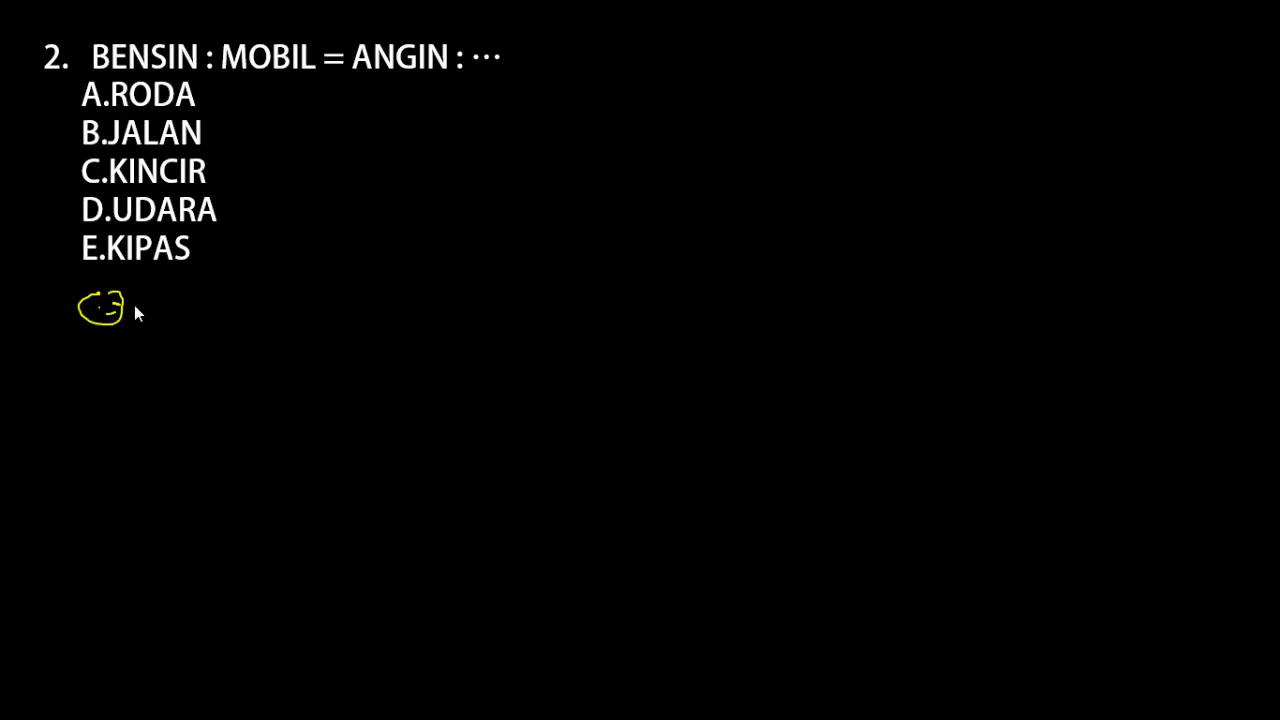 2. BENSIN : MOBIL = ANGIN : ⋯
A.RODA
B.JALAN
C.KINCIR
D.UDARA
E.KIPAS